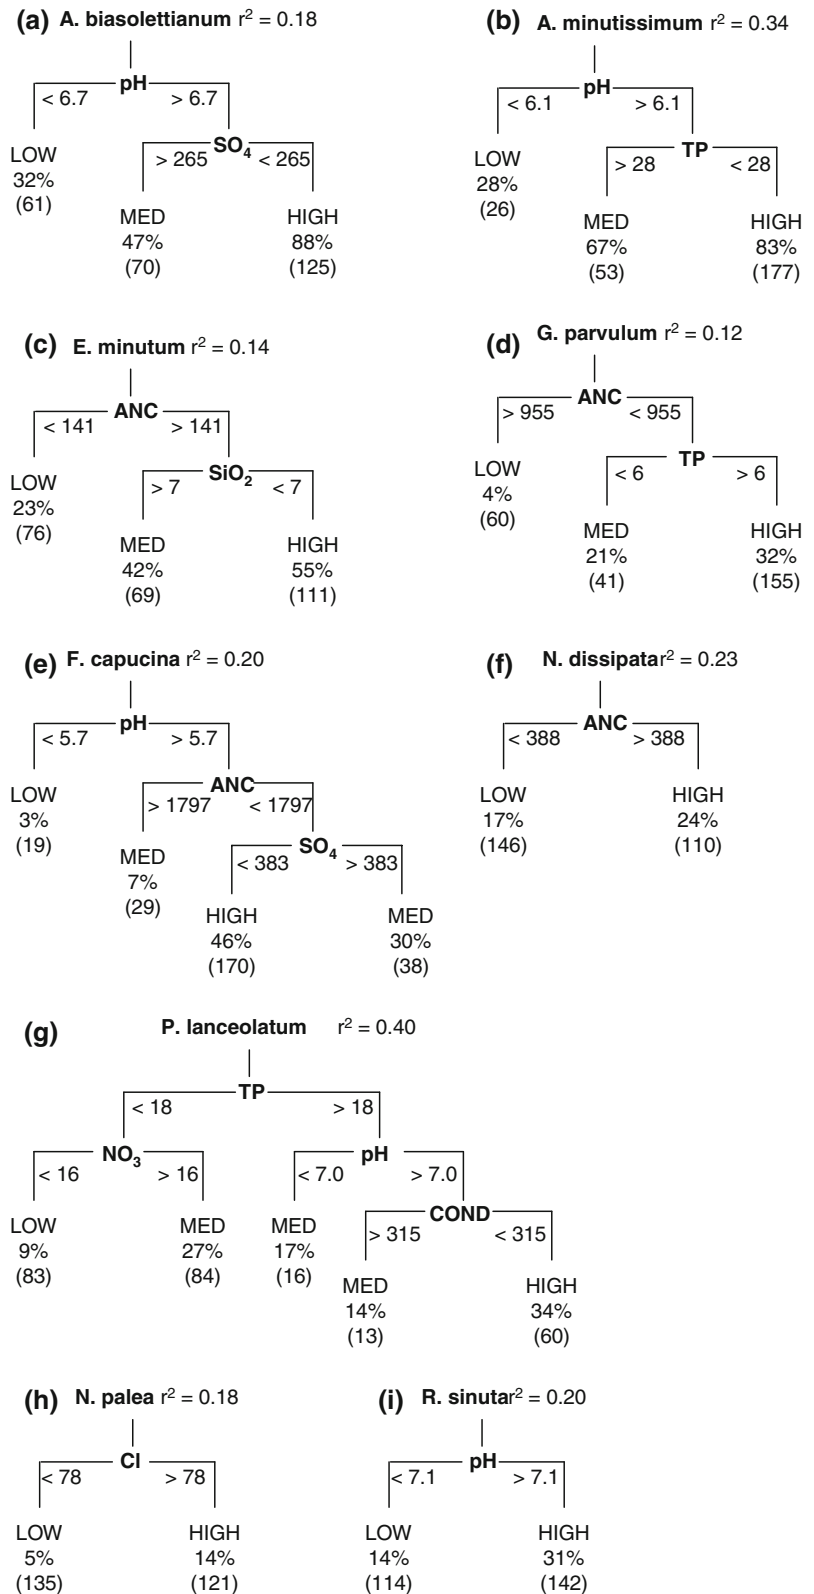 (a) A. biasolettianum r² = 0.18
pH
< 6.7 > 6.7
SO₄
> 265 < 265
LOW
32%
(61)
MED
47%
(70)
HIGH
88%
(125)
(b) A. minutissimum r² = 0.34
pH
< 6.1 > 6.1
TP
> 28 < 28
LOW
28%
(26)
MED
67%
(53)
HIGH
83%
(177)
(c) E. minutum r² = 0.14
ANC
< 141 > 141
SiO₂
> 7 < 7
LOW
23%
(76)
MED
42%
(69)
HIGH
55%
(111)
(d) G. parvulum r² = 0.12
ANC
> 955 < 955
TP
< 6 > 6
LOW
4%
(60)
MED
21%
(41)
HIGH
32%
(155)
(e) F. capucina r² = 0.20
pH
< 5.7 > 5.7
ANC
> 1797 < 1797
SO₄
< 383 > 383
LOW
3%
(19)
MED
7%
(29)
HIGH
46%
(170)
MED
30%
(38)
(f) N. dissipata r² = 0.23
ANC
< 388 > 388
LOW
17%
(146)
HIGH
24%
(110)
(g) P. lanceolatum r² = 0.40
TP
< 18 > 18
NO₃ pH
< 16 > 16 < 7.0 > 7.0
COND
> 315 < 315
LOW
9%
(83)
MED
27%
(84)
MED
17%
(16)
MED
14%
(13)
HIGH
34%
(60)
(h) N. palea r² = 0.18
Cl
< 78 > 78
LOW
5%
(135)
HIGH
14%
(121)
(i) R. sinuta r² = 0.20
pH
< 7.1 > 7.1
LOW
14%
(114)
HIGH
31%
(142)